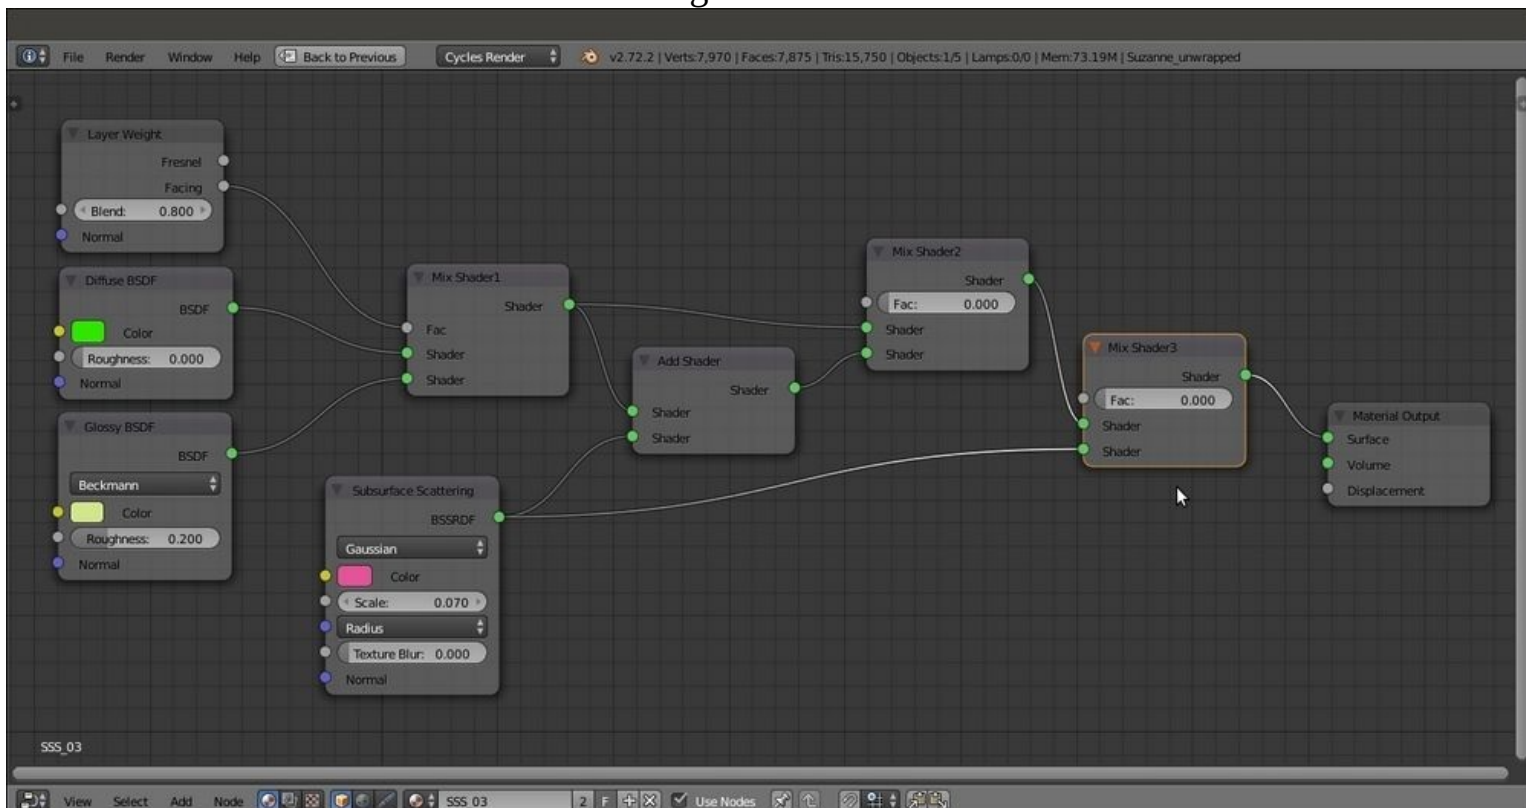 File Render Window Help Back to Previous Cycles Render v2.72.2 | Verts:7,970 | Faces:7,875 | Tris:15,750 | Objects:1/5 | Lamps:0/0 | Mem:73.19M | Suzanne_unwrapped
Layer Weight
Fresnel
Facing
Blend: 0.800
Normal
Diffuse BSDF
BSDF
Color
Roughness: 0.000
Normal
Glossy BSDF
BSDF
Beckmann
Color
Roughness: 0.200
Normal
Mix Shader1
Shader
Fac
Shader
Shader
Subsurface Scattering
BSSRDF
Gaussian
Color
Scale: 0.070
Radius
Texture Blur: 0.000
Normal
Add Shader
Shader
Shader
Shader
Mix Shader2
Shader
Fac: 0.000
Shader
Shader
Mix Shader3
Shader
Fac: 0.000
Shader
Shader
Material Output
Surface
Volume
Displacement
SSS_03
View Select Add Node SSS_03 2 F Use Nodes